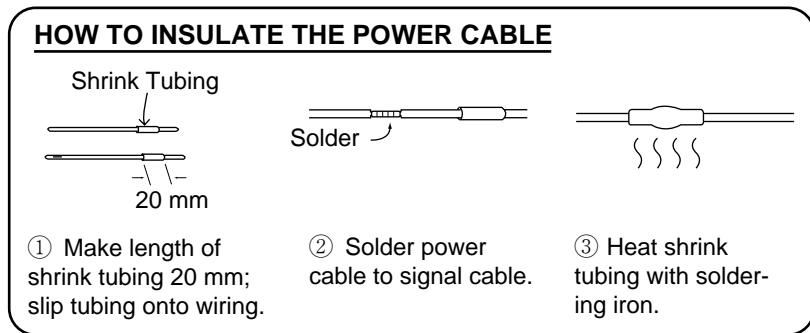 HOW TO INSULATE THE POWER CABLE
Shrink Tubing
20 mm
① Make length of
shrink tubing 20 mm;
slip tubing onto wiring.
Solder
② Solder power
cable to signal cable.
③ Heat shrink
tubing with solder-
ing iron.